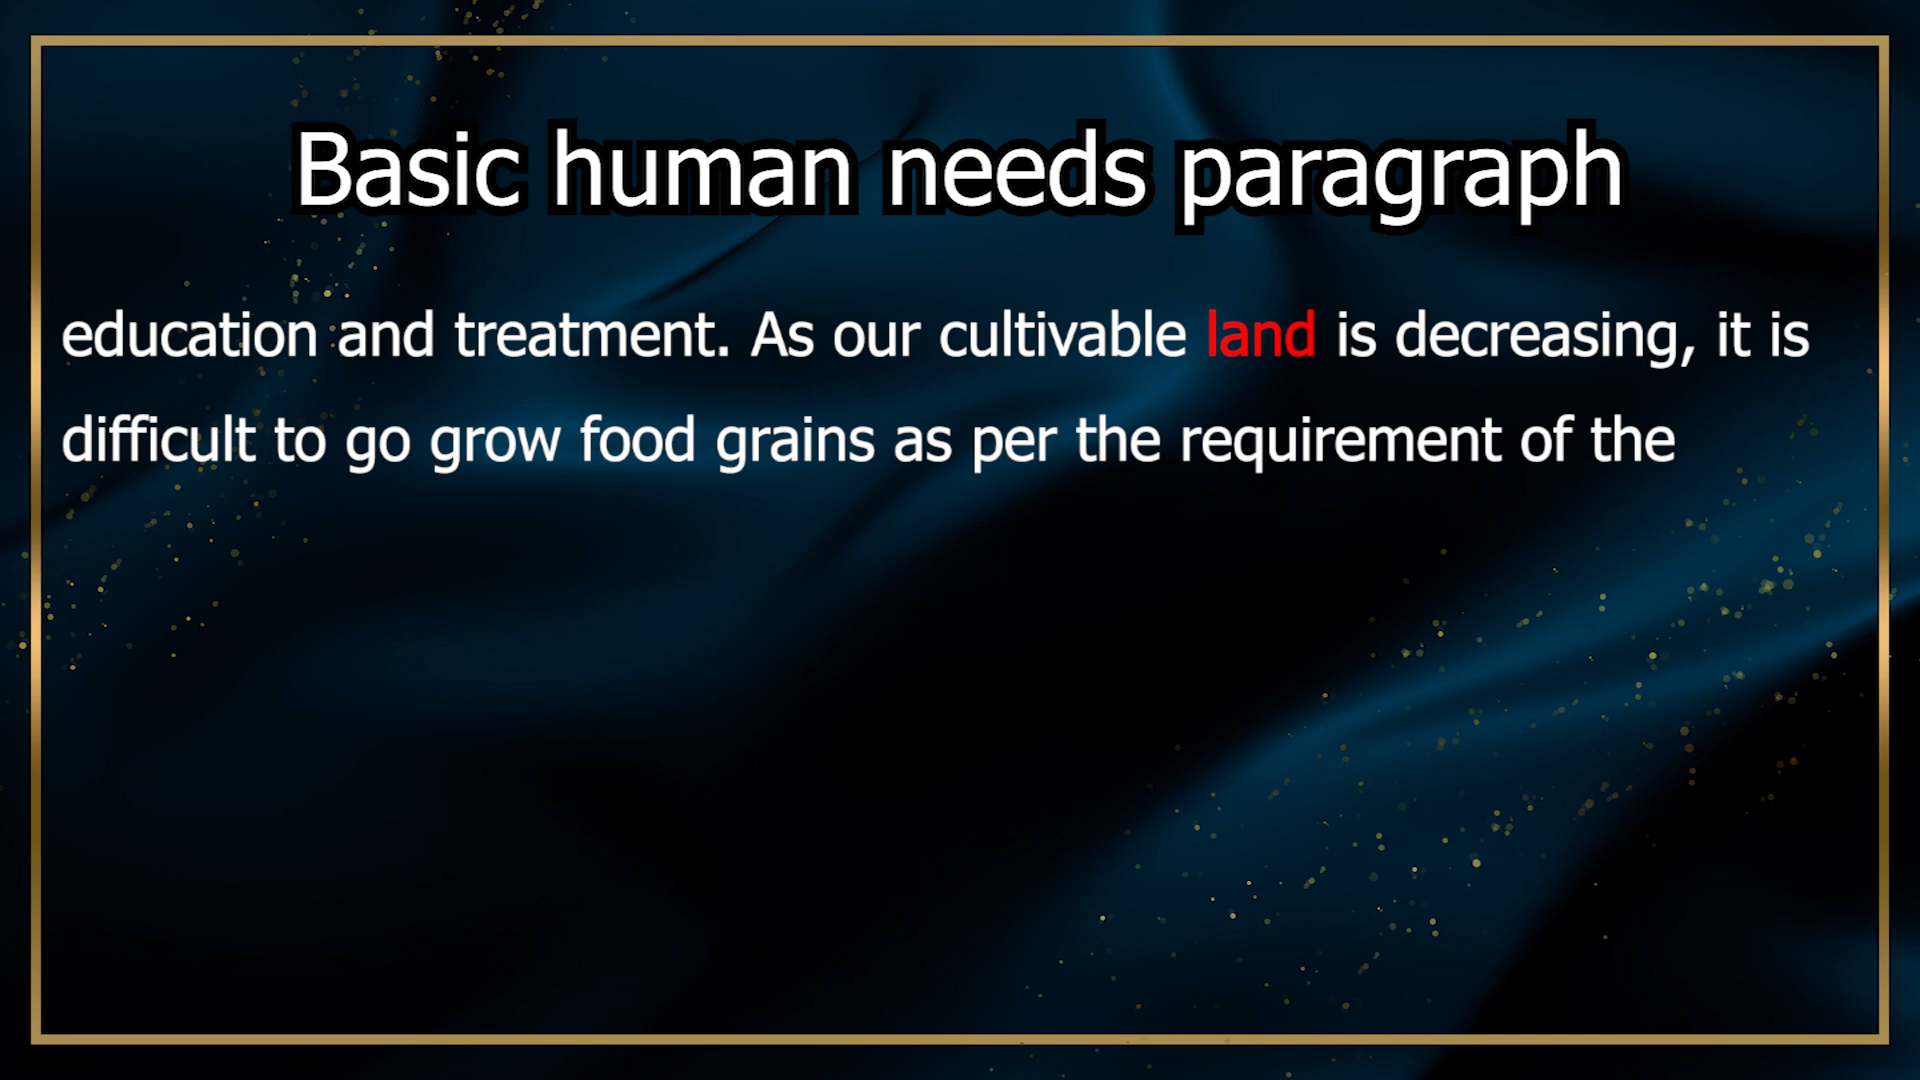 Basic human needs paragraph
education and treatment. As our cultivable land is decreasing, it is
difficult to go grow food grains as per the requirement of the